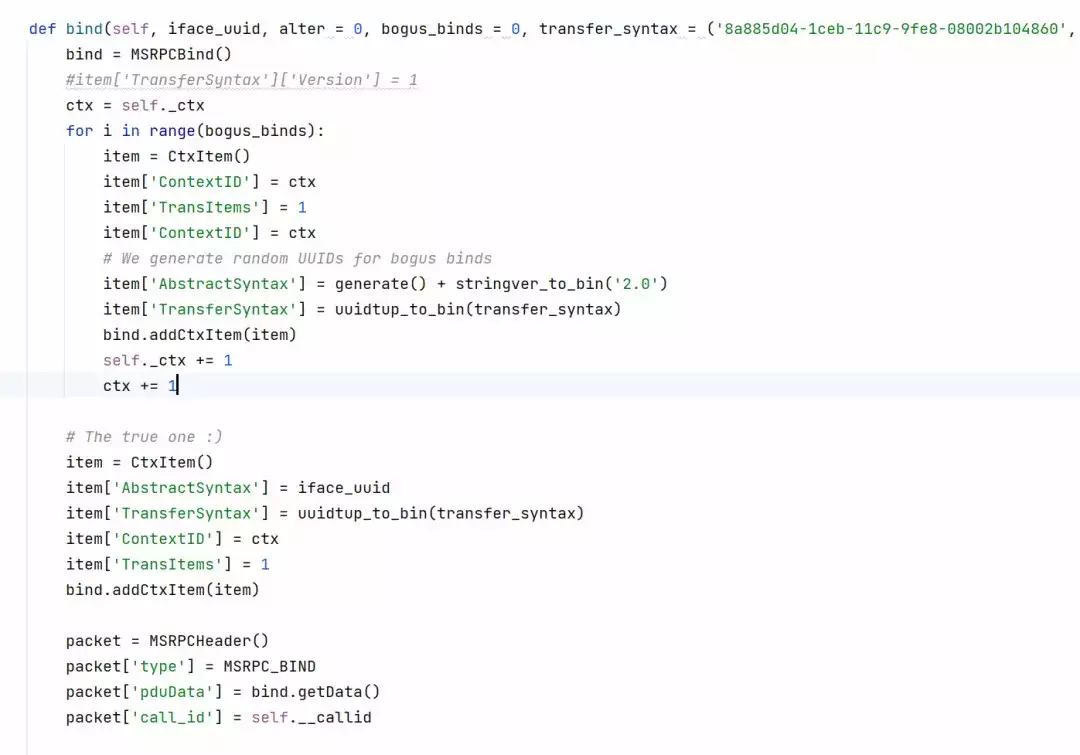 def bind(self, iface_uuid, alter = 0, bogus_binds = 0, transfer_syntax = ('8a885d04-1ceb-11c9-9fe8-08002b104860',
    bind = MSRPCBind()
    #item['TransferSyntax']['Version'] = 1
    ctx = self._ctx
    for i in range(bogus_binds):
        item = CtxItem()
        item['ContextID'] = ctx
        item['TransItems'] = 1
        item['ContextID'] = ctx
        # We generate random UUIDs for bogus binds
        item['AbstractSyntax'] = generate() + stringver_to_bin('2.0')
        item['TransferSyntax'] = uuidtup_to_bin(transfer_syntax)
        bind.addCtxItem(item)
        self._ctx += 1
        ctx += 1

    # The true one :)
    item = CtxItem()
    item['AbstractSyntax'] = iface_uuid
    item['TransferSyntax'] = uuidtup_to_bin(transfer_syntax)
    item['ContextID'] = ctx
    item['TransItems'] = 1
    bind.addCtxItem(item)

    packet = MSRPCHeader()
    packet['type'] = MSRPC_BIND
    packet['pduData'] = bind.getData()
    packet['call_id'] = self.__callid